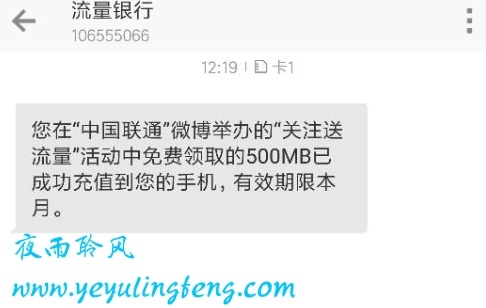 流量银行
106555066
12:19 卡1
您在“中国联通”微博举办的“关注送
流量”活动中免费领取的500MB已
成功充值到您的手机，有效期限本
月。
夜雨聆风
www.yeyulingfeng.com